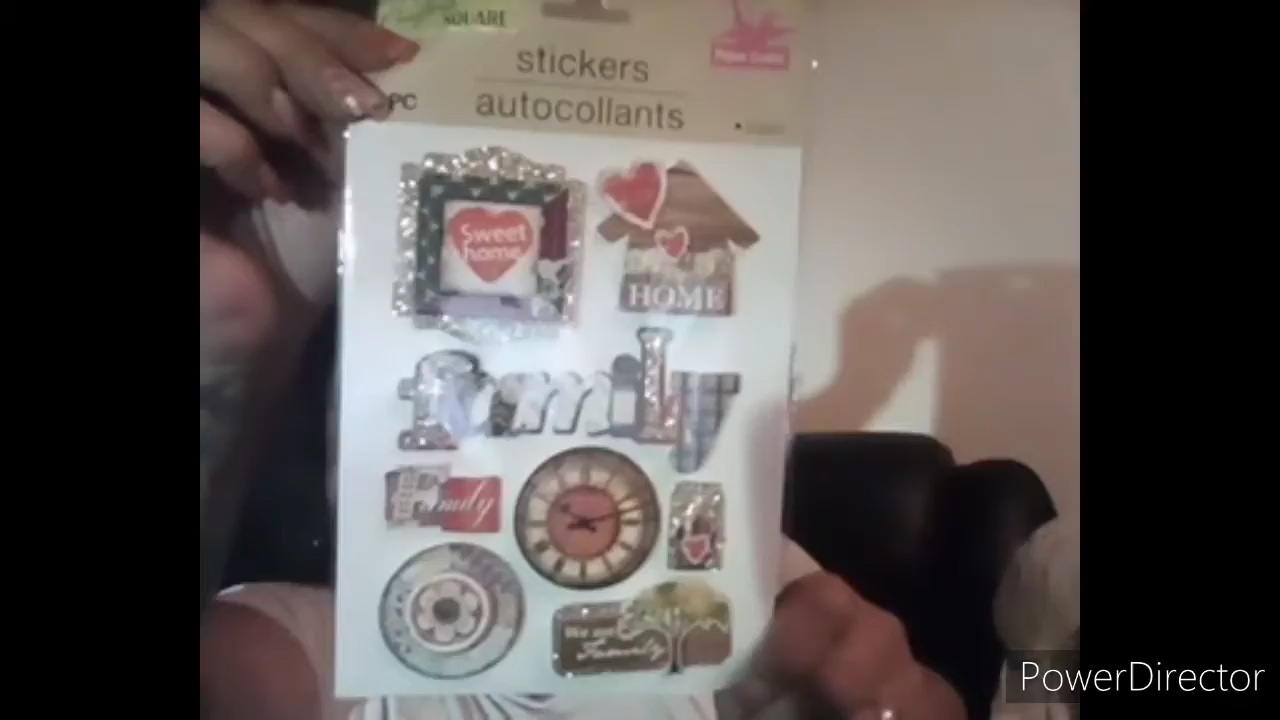 SQUARE
stickers
PC
autocollants
Sweet
home
HOME
family
Family
We are
Family
PowerDirector